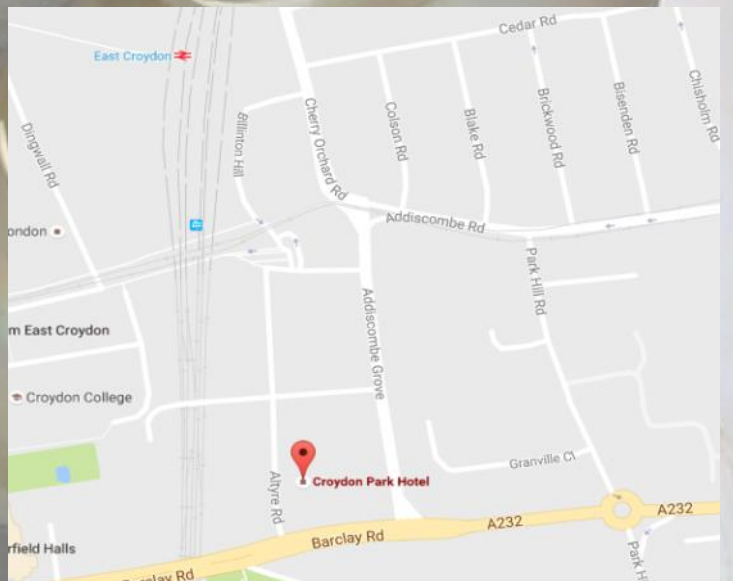 Cedar Rd
East Croydon
Chisholm Rd
Bisenden Rd
Brickwood Rd
Blake Rd
Colson Rd
Cherry Orchard Rd
Billinton Hill
Dingwall Rd
ondon
Addiscombe Rd
Park Hill Rd
Addiscombe Grove
m East Croydon
Croydon College
Granville Cl
Croydon Park Hotel
Altyre Rd
A232
A232
Barclay Rd
rfield Halls
Park H
clay Rd